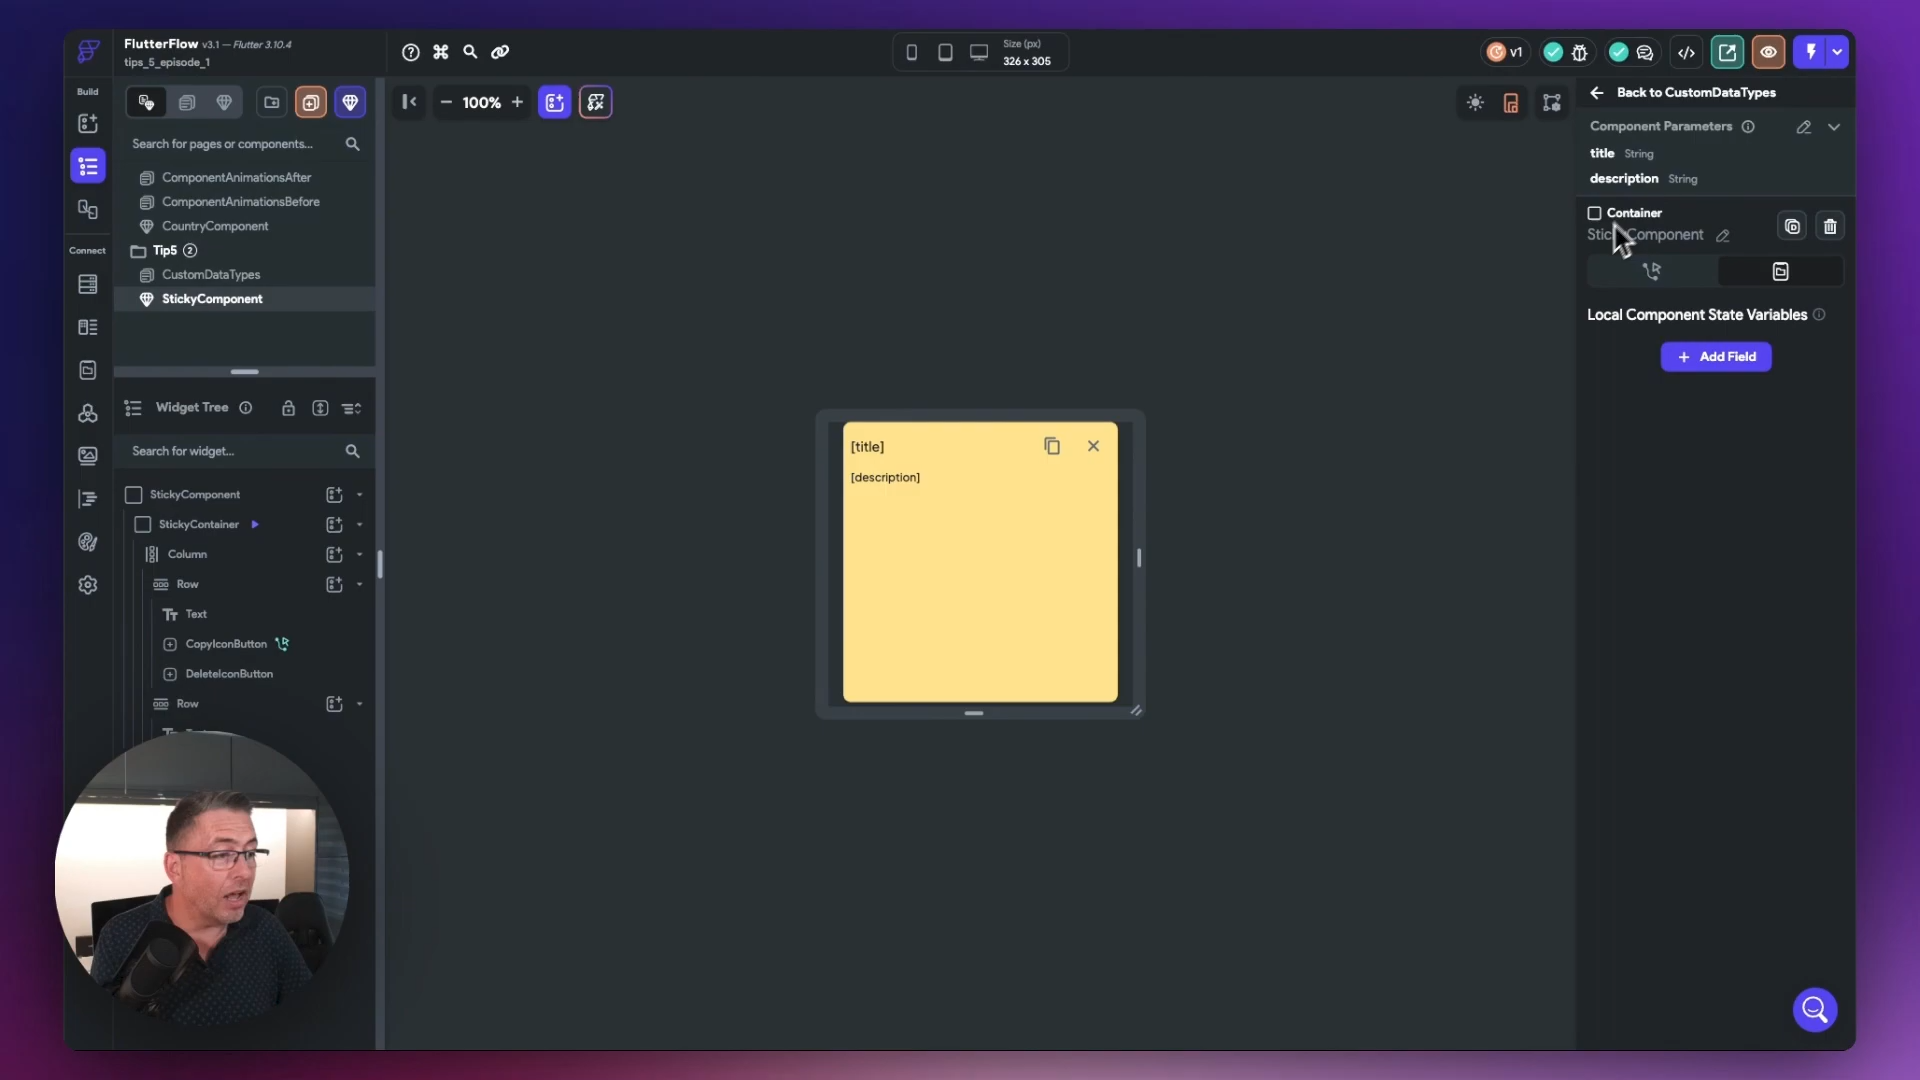 FlutterFlow v3.1 — Flutter 3.10.4
tips_5_episode_1
Size (px)
326 x 305
v1
Build
100%
Back to CustomDataTypes
Search for pages or components...
Component Parameters
title String
description String
ComponentAnimationsAfter
ComponentAnimationsBefore
CountryComponent
Tip5 2
CustomDataTypes
StickyComponent
Connect
Container
Local Component State Variables
+ Add Field
Widget Tree
Search for widget...
[title]
[description]
StickyComponent
StickyContainer
Column
Row
Text
CopyIconButton
DeleteIconButton
Row